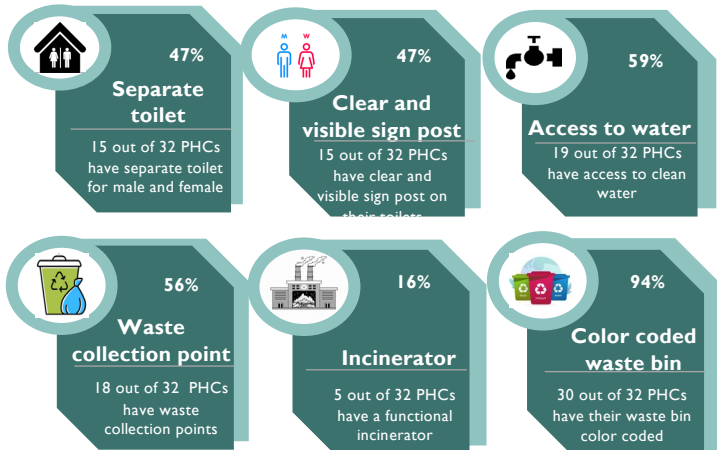 47%
Separate
toilet
15 out of 32 PHCs
have separate toilet
for male and female
M W
47%
Clear and
visible sign post
15 out of 32 PHCs
have clear and
visible sign post on
their toilets
59%
Access to water
19 out of 32 PHCs
have access to clean
water
56%
Waste
collection point
18 out of 32 PHCs
have waste
collection points
16%
Incinerator
5 out of 32 PHCs
have a functional
incinerator
94%
Color coded
waste bin
30 out of 32 PHCs
have their waste bin
color coded